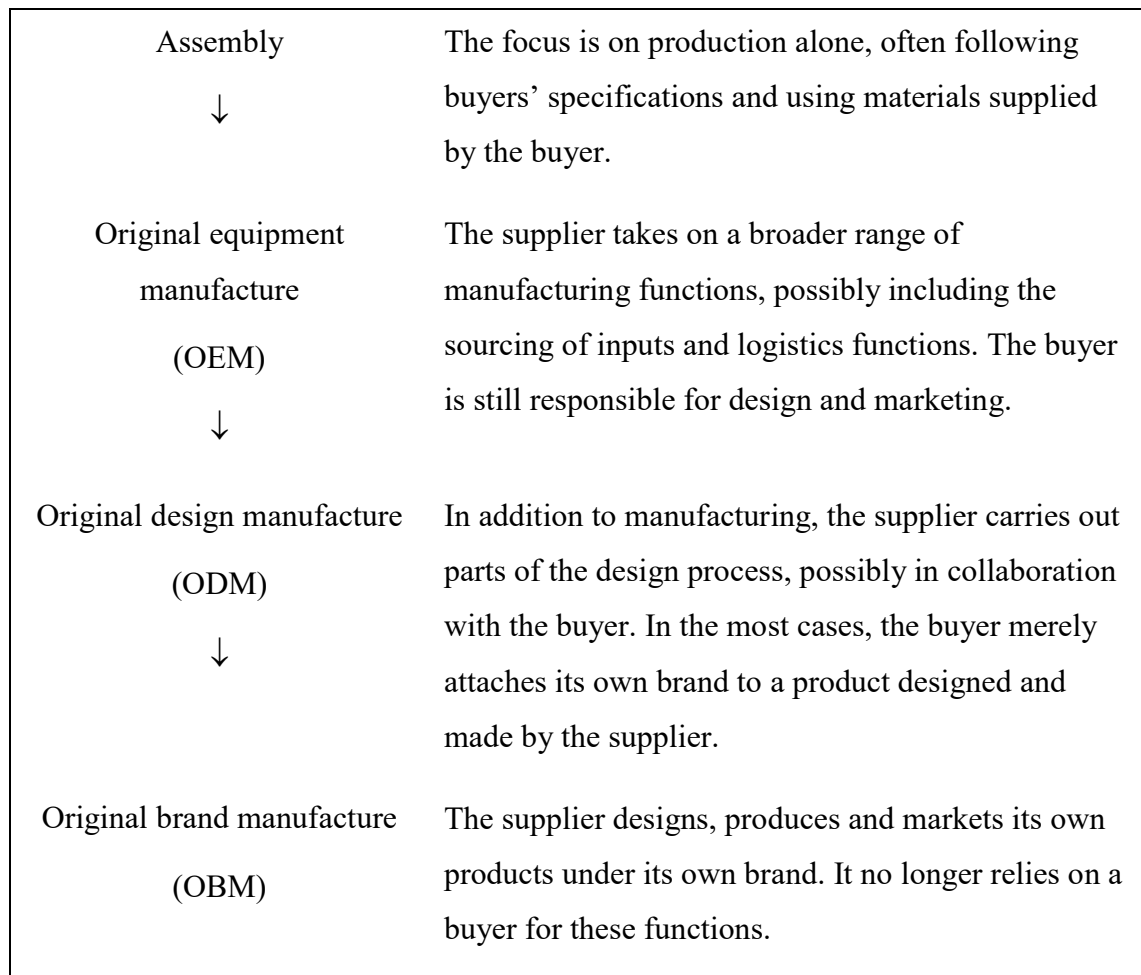 Assembly
↓
The focus is on production alone, often following
buyers’ specifications and using materials supplied
by the buyer.
Original equipment
manufacture
(OEM)
↓
The supplier takes on a broader range of
manufacturing functions, possibly including the
sourcing of inputs and logistics functions. The buyer
is still responsible for design and marketing.
Original design manufacture
(ODM)
↓
In addition to manufacturing, the supplier carries out
parts of the design process, possibly in collaboration
with the buyer. In the most cases, the buyer merely
attaches its own brand to a product designed and
made by the supplier.
Original brand manufacture
(OBM)
The supplier designs, produces and markets its own
products under its own brand. It no longer relies on a
buyer for these functions.